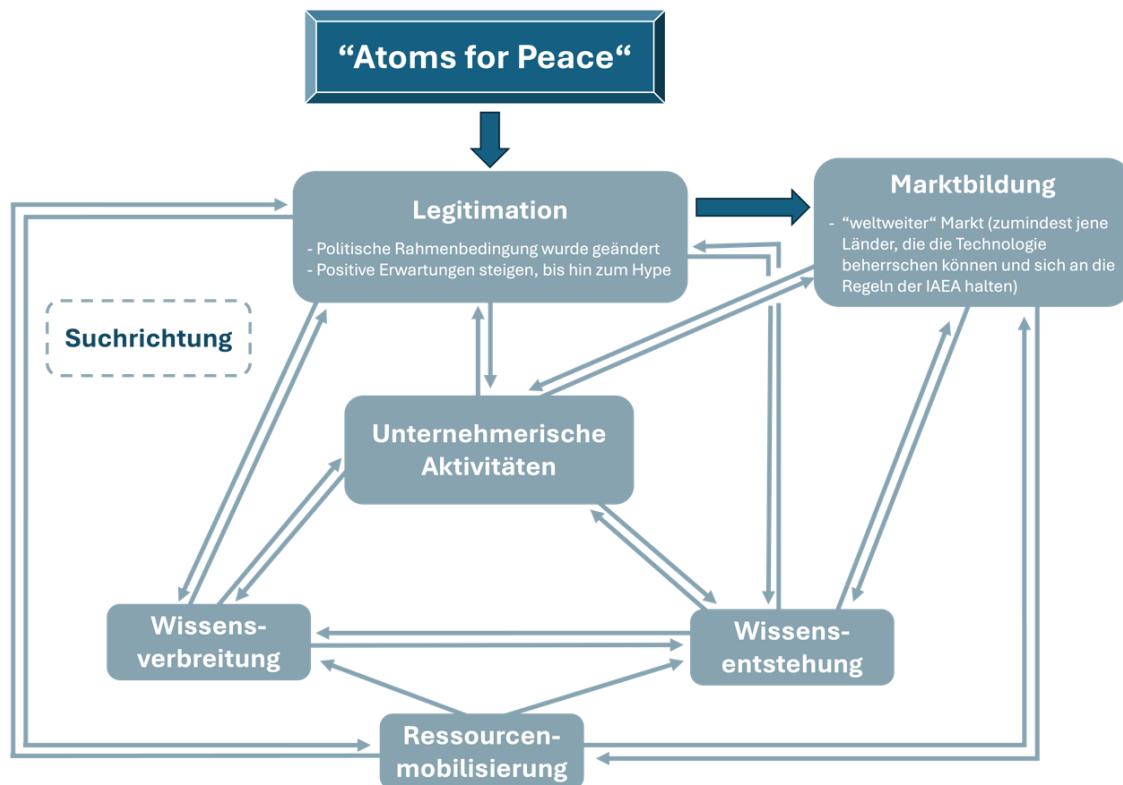 “Atoms for Peace“
Legitimation
- Politische Rahmenbedingung wurde geändert
- Positive Erwartungen steigen, bis hin zum Hype
Marktbildung
- “weltweiter“ Markt (zumindest jene
Länder, die die Technologie
beherrschen können und sich an die
Regeln der IAEA halten)
Suchrichtung
Unternehmerische
Aktivitäten
Wissens-
verbreitung
Wissens-
entstehung
Ressourcen-
mobilisierung